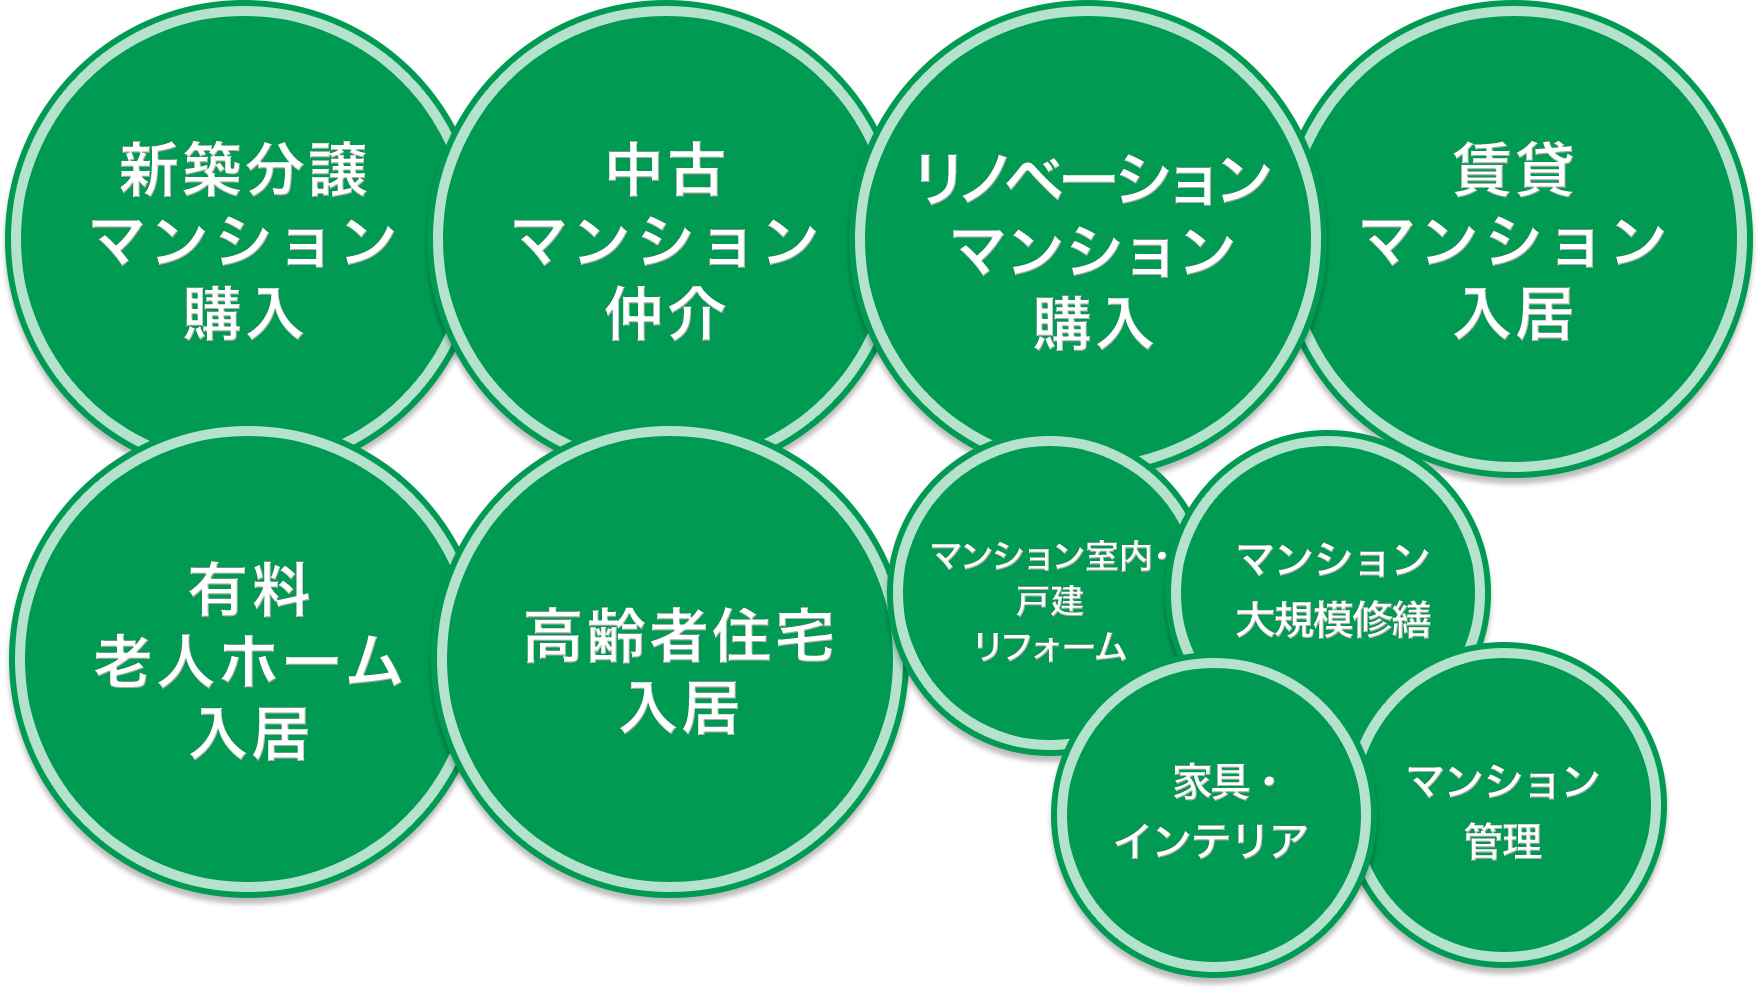 新築分譲
マンション
購入
中古
マンション
仲介
リノベーション
マンション
購入
賃貸
マンション
入居
有料
老人ホーム
入居
高齢者住宅
入居
マンション室内・
戸建
リフォーム
マンション
大規模修繕
家具・
インテリア
マンション
管理